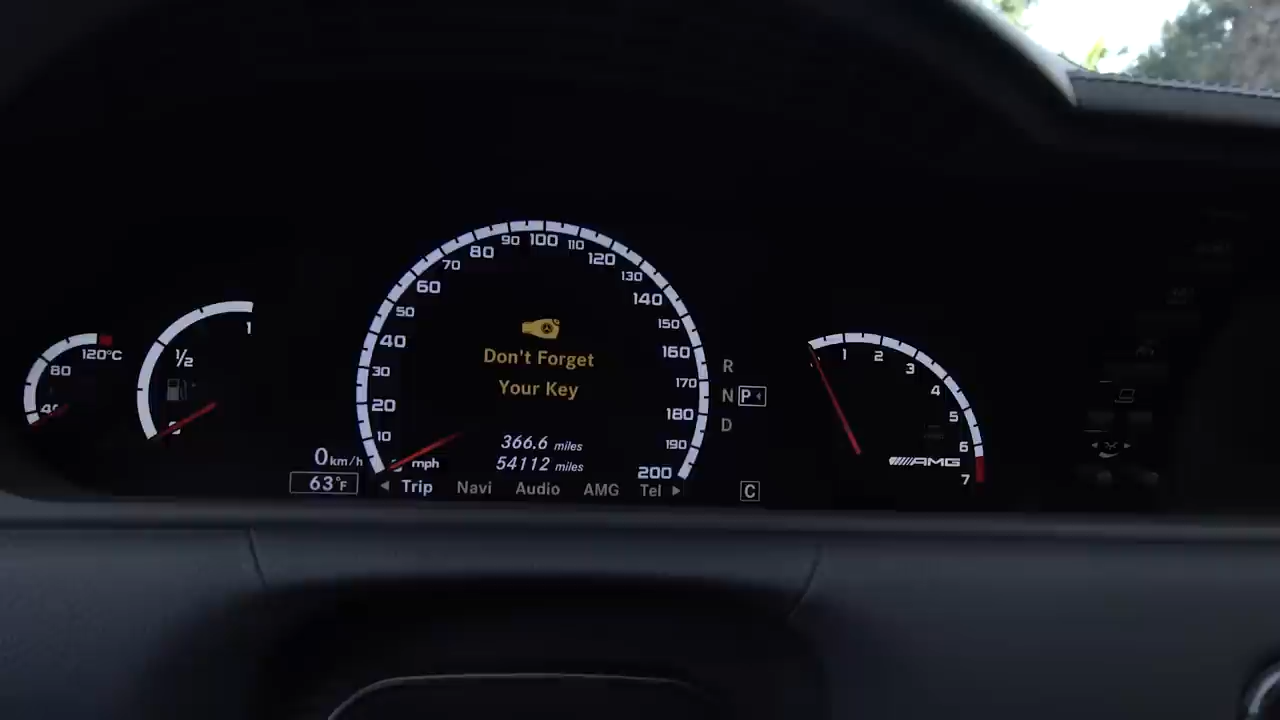 120°C
80
40
1
1/2
0 km/h
63°F
10
20
30
40
50
60
70
80
90
100
110
120
130
140
150
160
170
180
190
200
mph
Don't Forget
Your Key
366.6 miles
54112 miles
Trip Navi Audio AMG Tel
R
N P
D
C
1
2
3
4
5
6
7
AMG